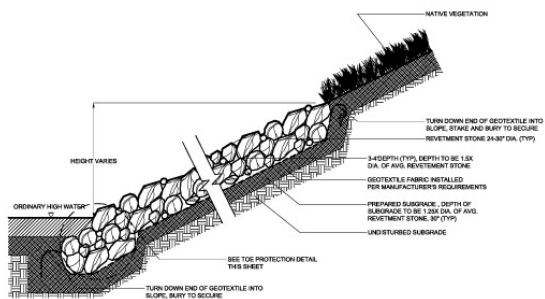 NATIVE VEGETATION
TURN DOWN END OF GEOTEXTILE INTO
SLOPE, STAKE AND BURY TO SECURE
REVETMENT STONE 24-30" DIA. (TYP)
HEIGHT VARIES
3-4'DEPTH (TYP), DEPTH TO BE 1.5X
DIA. OF AVG. REVETEMENT STONE
GEOTEXTILE FABRIC INSTALLED
PER MANUFACTURER'S REQUIREMENTS
ORDINARY HIGH WATER
PREPARED SUBGRADE , DEPTH OF
SUBGRADE TO BE 1.25X DIA. OF AVG.
REVETMENT STONE, 30" (TYP)
UNDISTURBED SUBGRADE
SEE TOE PROTECTION DETAIL
THIS SHEET
TURN DOWN END OF GEOTEXTILE INTO
SLOPE, BURY TO SECURE